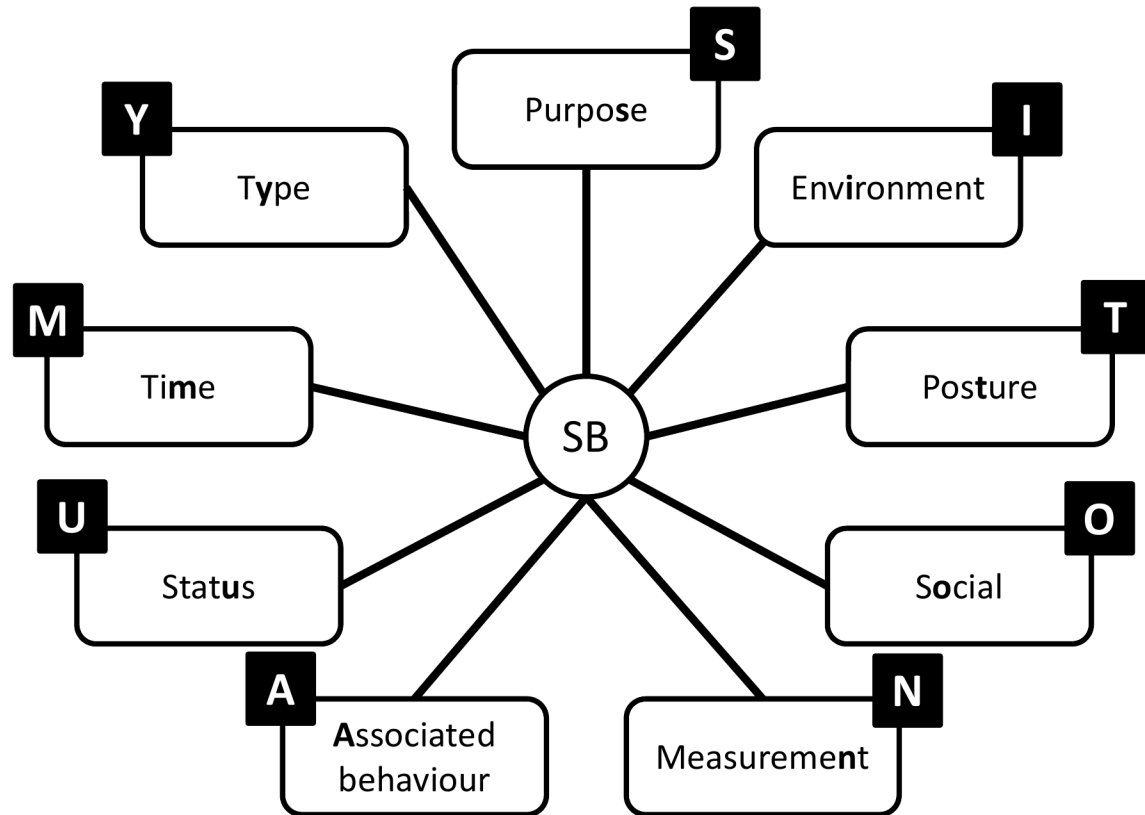 S
Purpose
I
Environment
T
Posture
O
Social
N
Measurement
A
Associated
behaviour
U
Status
M
Time
Y
Type
SB